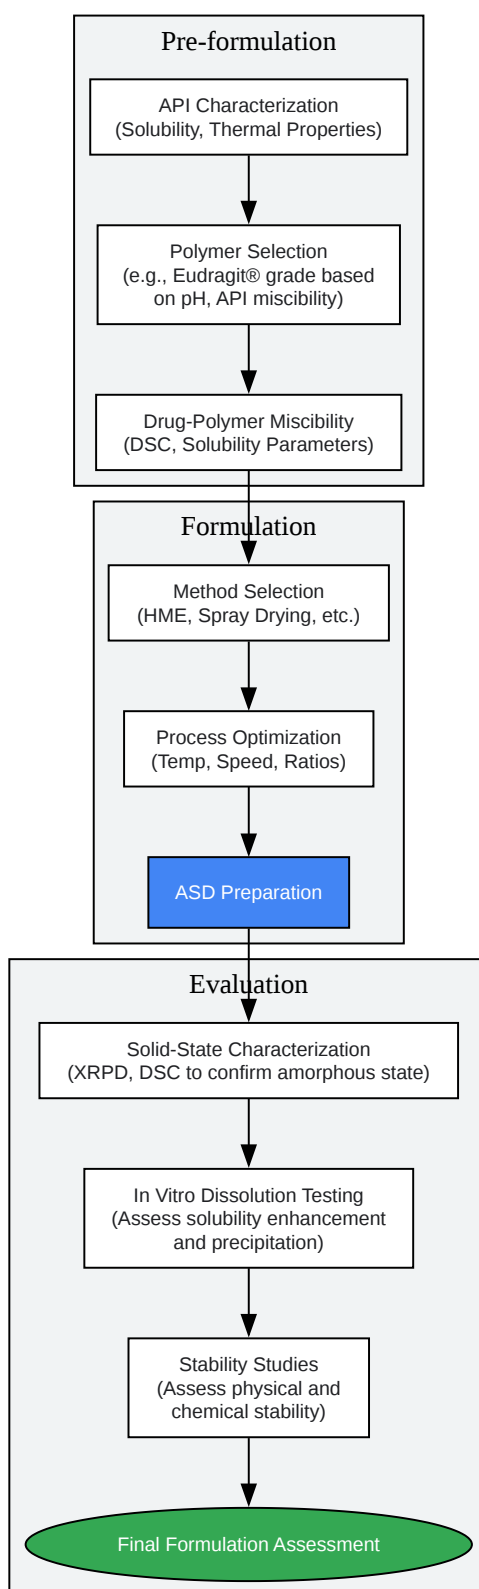 Pre-formulation
API Characterization
(Solubility, Thermal Properties)
Polymer Selection
(e.g., Eudragit® grade based
on pH, API miscibility)
Drug-Polymer Miscibility
(DSC, Solubility Parameters)
Formulation
Method Selection
(HME, Spray Drying, etc.)
Process Optimization
(Temp, Speed, Ratios)
ASD Preparation
Evaluation
Solid-State Characterization
(XRPD, DSC to confirm amorphous state)
In Vitro Dissolution Testing
(Assess solubility enhancement
and precipitation)
Stability Studies
(Assess physical and
chemical stability)
Final Formulation Assessment